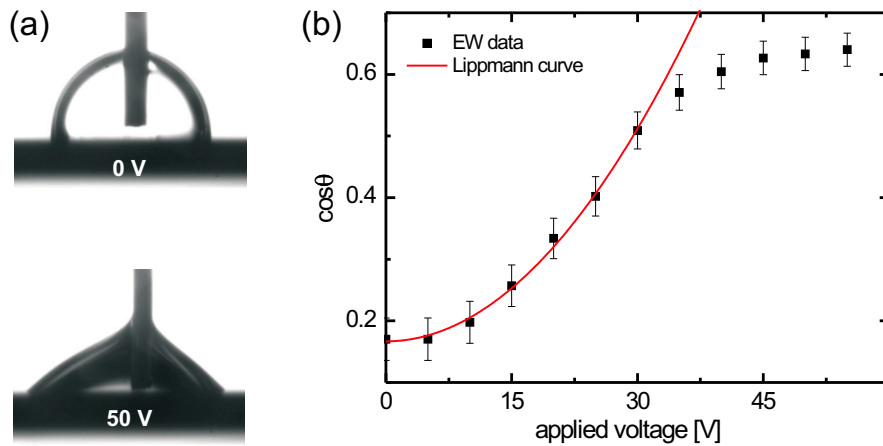 (a)
0 V
50 V
(b)
EW data
Lippmann curve
0.6
0.4
0.2
cosθ
0 15 30 45
applied voltage [V]